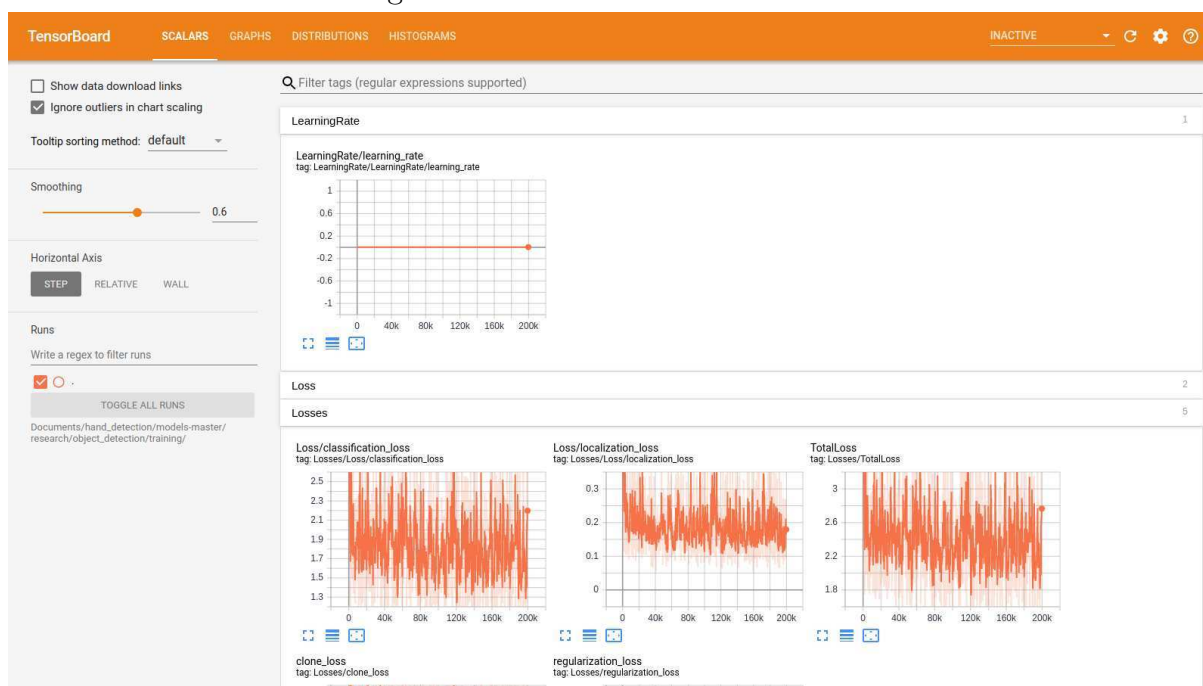 TensorBoard SCALARS GRAPHS DISTRIBUTIONS HISTOGRAMS INACTIVE
Show data download links
Ignore outliers in chart scaling
Tooltip sorting method: default
Smoothing
0.6
Horizontal Axis
STEP RELATIVE WALL
Runs
Write a regex to filter runs
.
TOGGLE ALL RUNS
Documents/hand_detection/models-master/
research/object_detection/training/
Filter tags (regular expressions supported)
LearningRate 1
LearningRate/learning_rate
tag: LearningRate/LearningRate/learning_rate
1
0.6
0.2
-0.2
-0.6
-1
0 40k 80k 120k 160k 200k
Loss 2
Losses 5
Loss/classification_loss
tag: Losses/Loss/classification_loss
2.5
2.3
2.1
1.9
1.7
1.5
1.3
0 40k 80k 120k 160k 200k
Loss/localization_loss
tag: Losses/Loss/localization_loss
0.3
0.2
0.1
0
0 40k 80k 120k 160k 200k
TotalLoss
tag: Losses/TotalLoss
3
2.6
2.2
1.8
0 40k 80k 120k 160k 200k
clone_loss
tag: Losses/clone_loss
regularization_loss
tag: Losses/regularization_loss